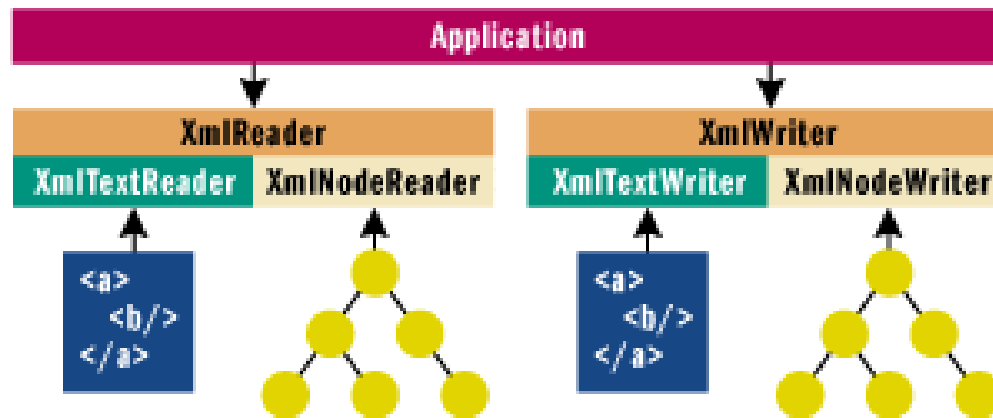 Application
XmlReader
XmlWriter
XmlTextReader
XmlNodeReader
XmlTextWriter
XmlNodeWriter
<a>
<b/>
</a>
<a>
<b/>
</a>